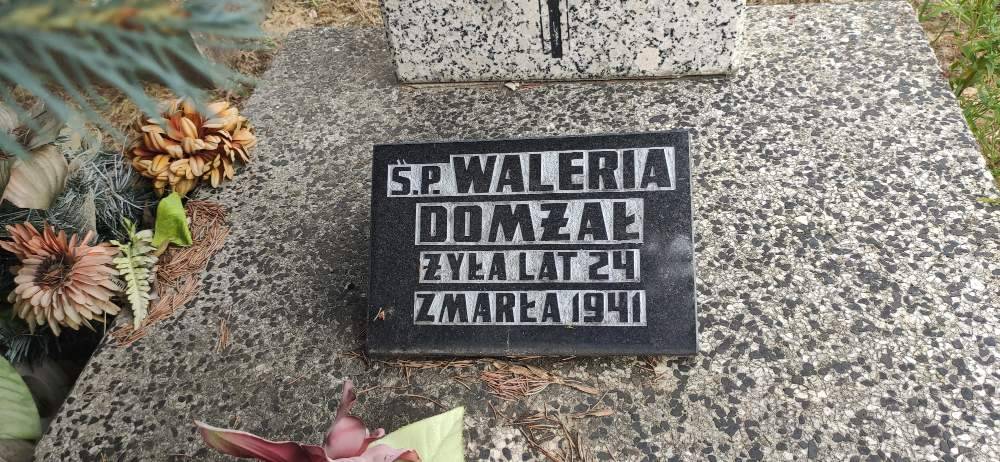 Ś.P. WALERIA
DOMŻAŁ
ŻYŁA LAT 24
ZMARŁA 1941